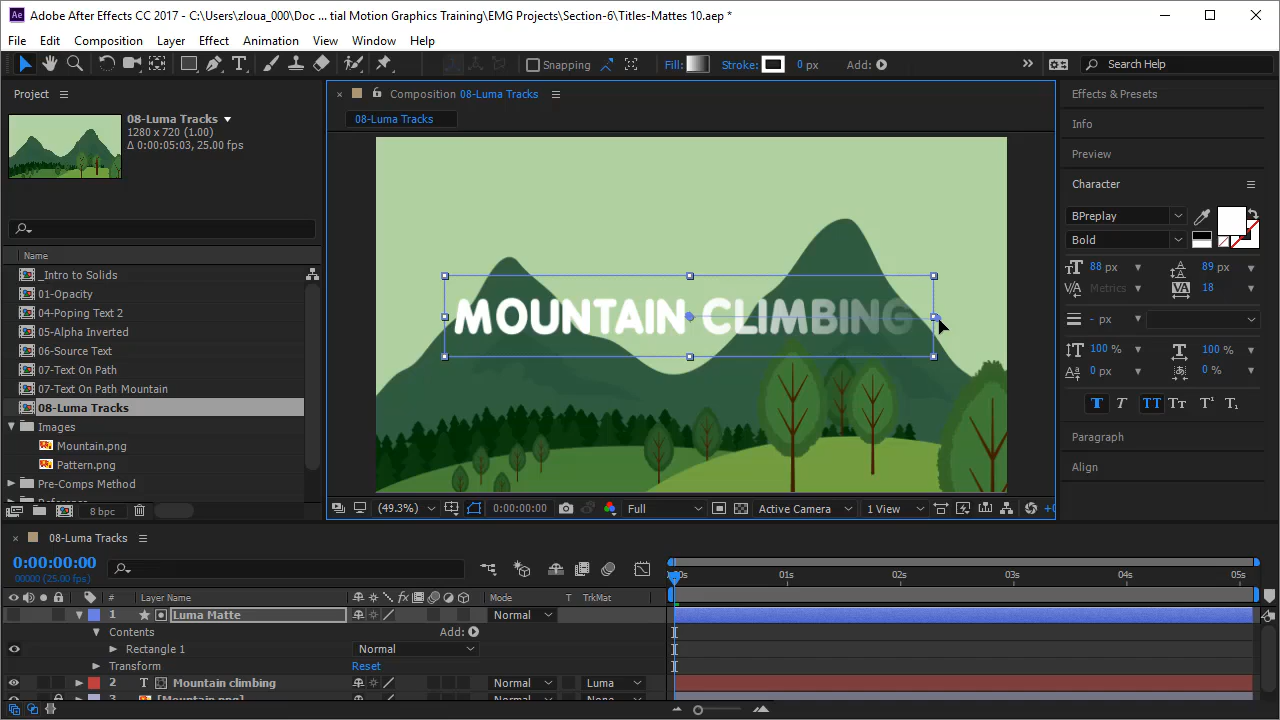 Adobe After Effects CC 2017 - C:\Users\zloua_000\Doc ... tial Motion Graphics Training\EMG Projects\Section-6\Titles-Mattes 10.aep *
File Edit Composition Layer Effect Animation View Window Help
Snapping Fill: Stroke: 0 px Add: Search Help
Project
08-Luma Tracks
1280 x 720 (1.00)
Δ 0:00:05:03, 25.00 fps
Name
_Intro to Solids
01-Opacity
04-Poping Text 2
05-Alpha Inverted
06-Source Text
07-Text On Path
07-Text On Path Mountain
08-Luma Tracks
Images
Mountain.png
Pattern.png
Pre-Comps Method
8 bpc
Composition 08-Luma Tracks
08-Luma Tracks
MOUNTAIN CLIMBING
(49.3%) 0:00:00:00 Full Active Camera 1 View
Effects & Presets
Info
Preview
Character
BPreplay
Bold
88 px 89 px
Metrics 18
- px
100 % 100 %
0 px 0 %
T T TT Tт T¹ T₁
Paragraph
Align
08-Luma Tracks
0:00:00:00
00000 (25.00 fps)
# Layer Name Mode T TrkMat
01s 02s 03s 04s 05s
1 Luma Matte Normal
Contents Add:
Rectangle 1 Normal
Transform Reset
2 T Mountain climbing Normal Luma
3 [Mountain.png] Normal None